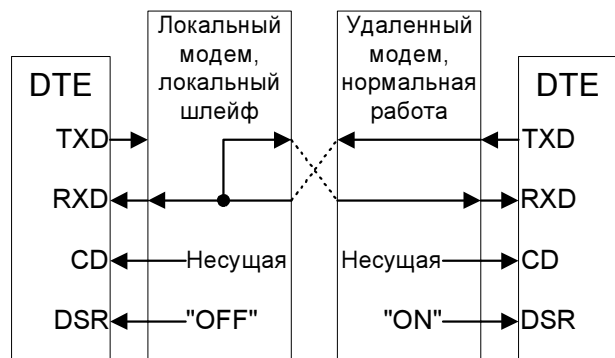 Локальный
модем,
локальный
шлейф
Удаленный
модем,
нормальная
работа
DTE
DTE
TXD
TXD
RXD
RXD
CD
Несущая
Несущая
CD
DSR
"OFF"
"ON"
DSR